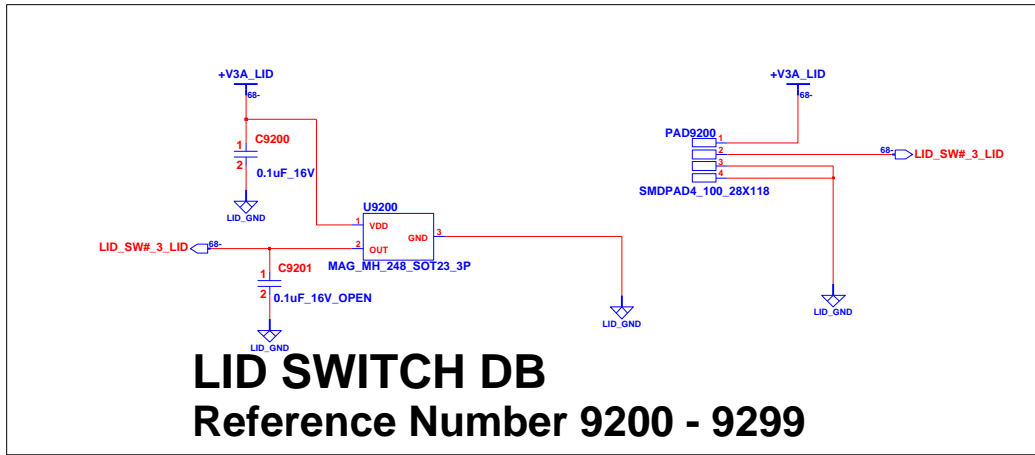 +V3A_LID
68-
C9200
1
2
0.1uF_16V
LID_GND
U9200
1 VDD
GND 3
2 OUT
MAG_MH_248_SOT23_3P
LID_SW#_3_LID 68-
C9201
1
2
0.1uF_16V_OPEN
LID_GND
LID_GND
+V3A_LID
68-
PAD9200
1
2
3
4
SMDPAD4_100_28X118
68- LID_SW#_3_LID
LID_GND
LID SWITCH DB
Reference Number 9200 - 9299